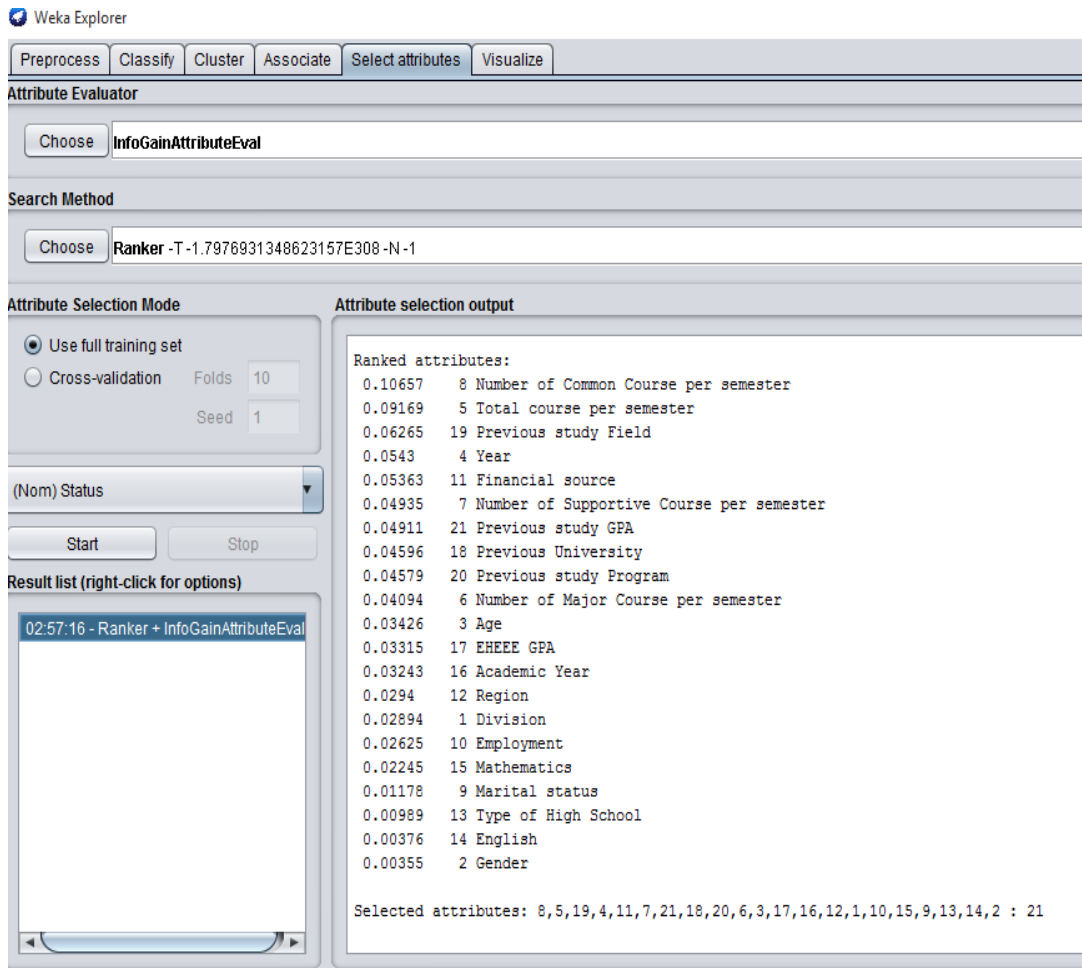 Weka Explorer
Preprocess Classify Cluster Associate Select attributes Visualize
Attribute Evaluator
Choose InfoGainAttributeEval
Search Method
Choose Ranker -T -1.7976931348623157E308 -N -1
Attribute Selection Mode
Use full training set
Cross-validation Folds 10
Seed 1
(Nom) Status
Start Stop
Result list (right-click for options)
02:57:16 - Ranker + InfoGainAttributeEval
Attribute selection output
Ranked attributes:
0.10657 8 Number of Common Course per semester
0.09169 5 Total course per semester
0.06265 19 Previous study Field
0.0543 4 Year
0.05363 11 Financial source
0.04935 7 Number of Supportive Course per semester
0.04911 21 Previous study GPA
0.04596 18 Previous University
0.04579 20 Previous study Program
0.04094 6 Number of Major Course per semester
0.03426 3 Age
0.03315 17 EHEEE GPA
0.03243 16 Academic Year
0.0294 12 Region
0.02894 1 Division
0.02625 10 Employment
0.02245 15 Mathematics
0.01178 9 Marital status
0.00989 13 Type of High School
0.00376 14 English
0.00355 2 Gender
Selected attributes: 8,5,19,4,11,7,21,18,20,6,3,17,16,12,1,10,15,9,13,14,2 : 21